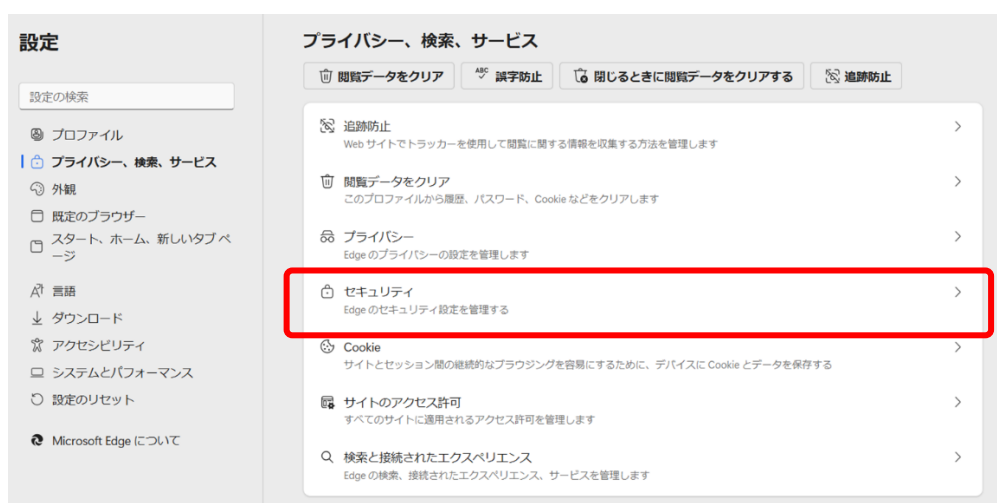 設定
設定の検索
プロファイル
プライバシー、検索、サービス
外観
既定のブラウザー
スタート、ホーム、新しいタブ ペ
ージ
言語
ダウンロード
アクセシビリティ
システムとパフォーマンス
設定のリセット
Microsoft Edge について
プライバシー、検索、サービス
閲覧データをクリア
ABC 誤字防止
閉じるときに閲覧データをクリアする
追跡防止
追跡防止
Web サイトでトラッカーを使用して閲覧に関する情報を収集する方法を管理します
閲覧データをクリア
このプロファイルから履歴、パスワード、Cookie などをクリアします
プライバシー
Edge のプライバシーの設定を管理します
セキュリティ
Edge のセキュリティ設定を管理する
Cookie
サイトとセッション間の継続的なブラウジングを容易にするために、デバイスに Cookie とデータを保存する
サイトのアクセス許可
すべてのサイトに適用されるアクセス許可を管理します
検索と接続されたエクスペリエンス
Edge の検索、接続されたエクスペリエンス、サービスを管理します